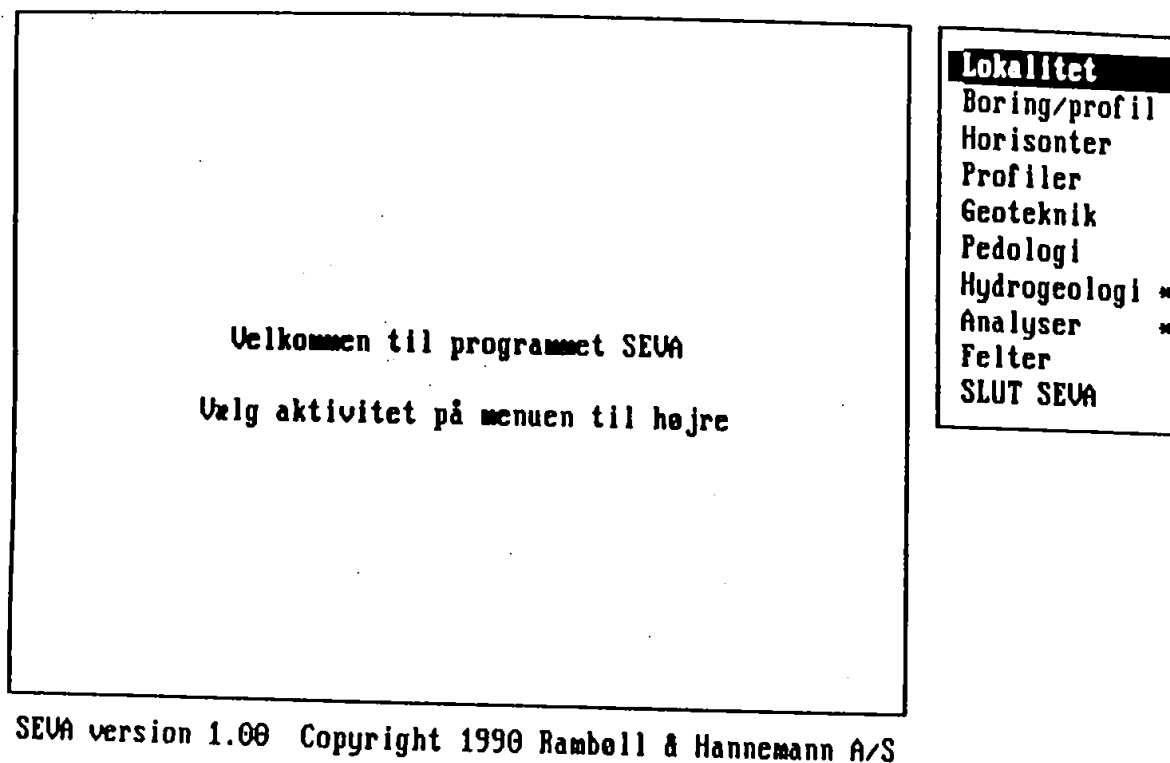 Velkommen til programmet SEVA
Vælg aktivitet på menuen til højre
Lokalitet
Boring/profil
Horisonter
Profiler
Geoteknik
Pedologi
Hydrogeologi *
Analyser *
Felter
SLUT SEVA
SEVA version 1.00 Copyright 1990 Rambøll & Hannemann A/S